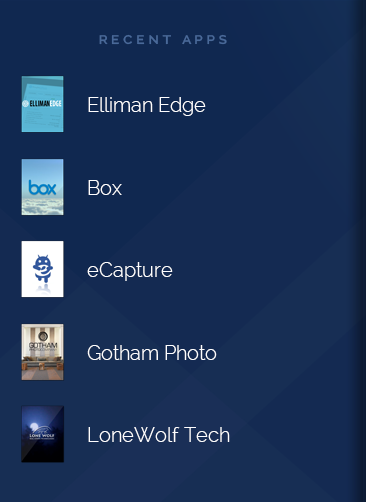 RECENT APPS
ELLIMANEDGE
Elliman Edge
box
Box
eCapture
GOTHAM
Gotham Photo
LONE WOLF
LoneWolf Tech